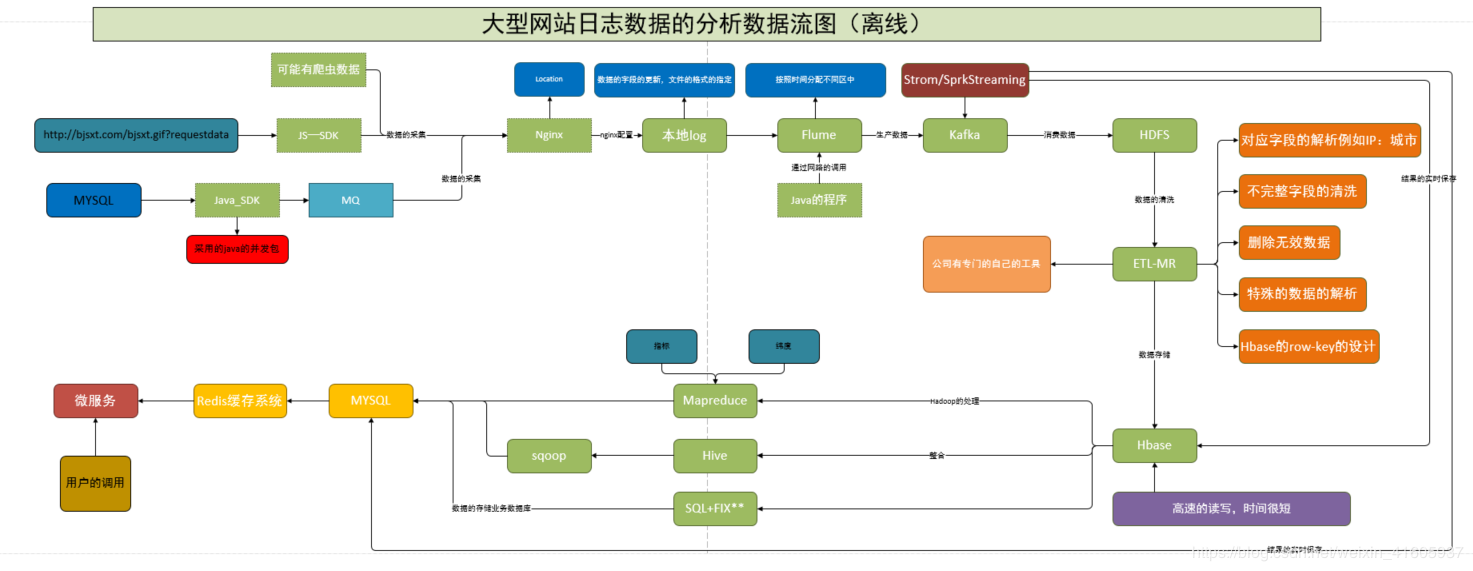 大型网站日志数据的分析数据流图（离线）
可能有爬虫数据
Location
数据的字段的更新，文件的格式的指定
按照时间分配不同区中
Strom/SprkStreaming
http://bjsxt.com/bjsxt.gif?requestdata
JS—SDK
数据的采集
Nginx
nginx配置
本地log
Flume
生产数据
Kafka
消费数据
HDFS
对应字段的解析例如IP：城市
通过网络的调用
结果的实时保存
数据的采集
MYSQL
Java_SDK
MQ
Java的程序
数据的清洗
不完整字段的清洗
采用的java的并发包
删除无效数据
公司有专门的自己的工具
ETL-MR
特殊的数据的解析
指标
纬度
数据存储
Hbase的row-key的设计
微服务
Redis缓存系统
MYSQL
Mapreduce
Hadoop的处理
Hbase
sqoop
Hive
整合
用户的调用
数据的存储业务数据库
SQL+FIX**
高速的读写，时间很短
结果的实时保存
https://blog.csdn.net/weixin_41608937